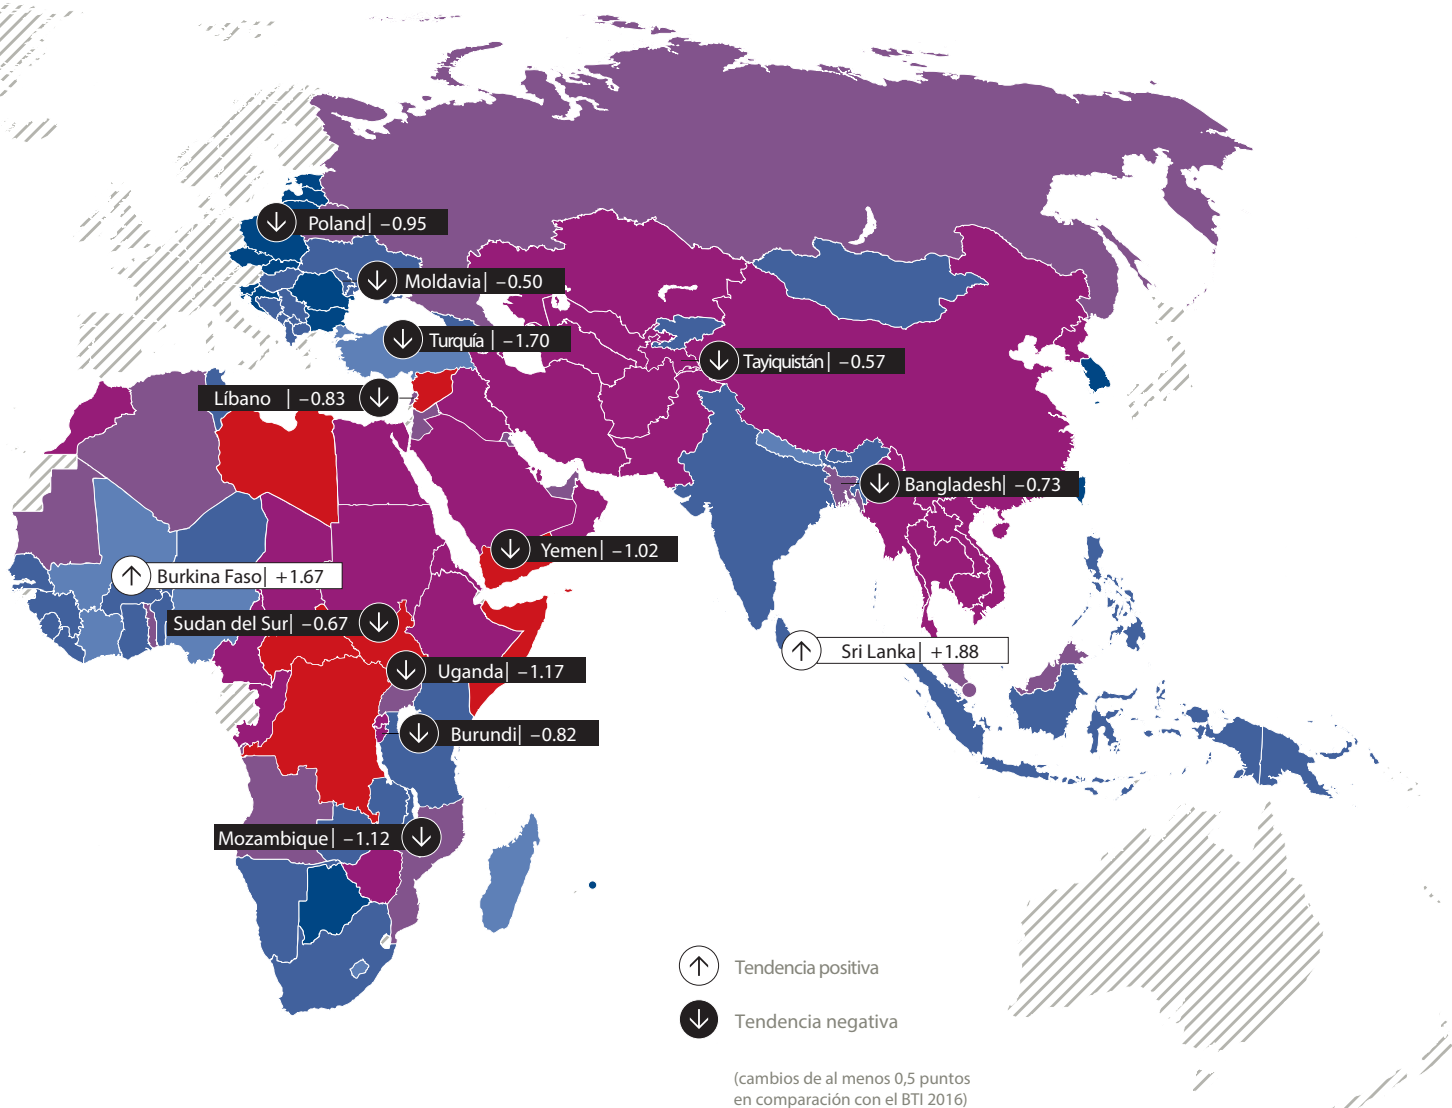 Poland| −0.95
Moldavia| −0.50
Turquía | −1.70
Tayiquistán| −0.57
Líbano | −0.83
Bangladesh| −0.73
Yemen| −1.02
Burkina Faso| +1.67
Sudan del Sur| −0.67
Sri Lanka| +1.88
Uganda| −1.17
Burundi| −0.82
Mozambique| −1.12
Tendencia positiva
Tendencia negativa
(cambios de al menos 0,5 puntos
en comparación con el BTI 2016)